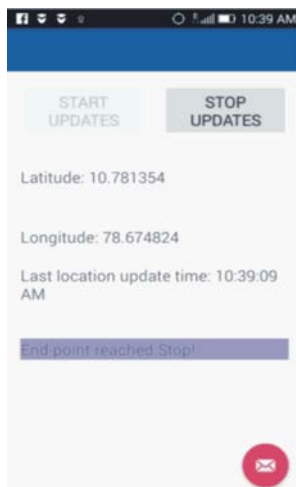 10:39 AM
START
UPDATES
STOP
UPDATES
Latitude: 10.781354
Longitude: 78.674824
Last location update time: 10:39:09
AM
End point reached Stop!